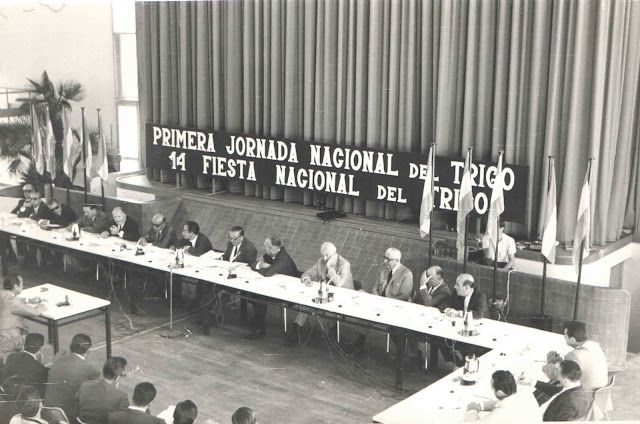 PRIMERA JORNADA NACIONAL DEL TRIGO
14 FIESTA NACIONAL DEL TRIGO